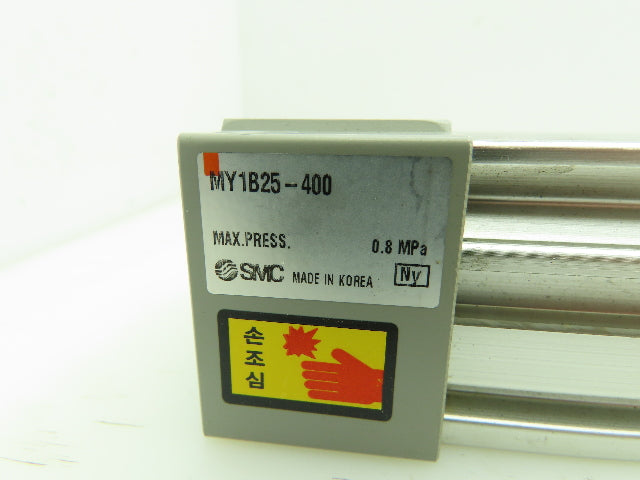 MY1B25-400
MAX.PRESS. 0.8 MPa
SMC MADE IN KOREA Ny
손조심